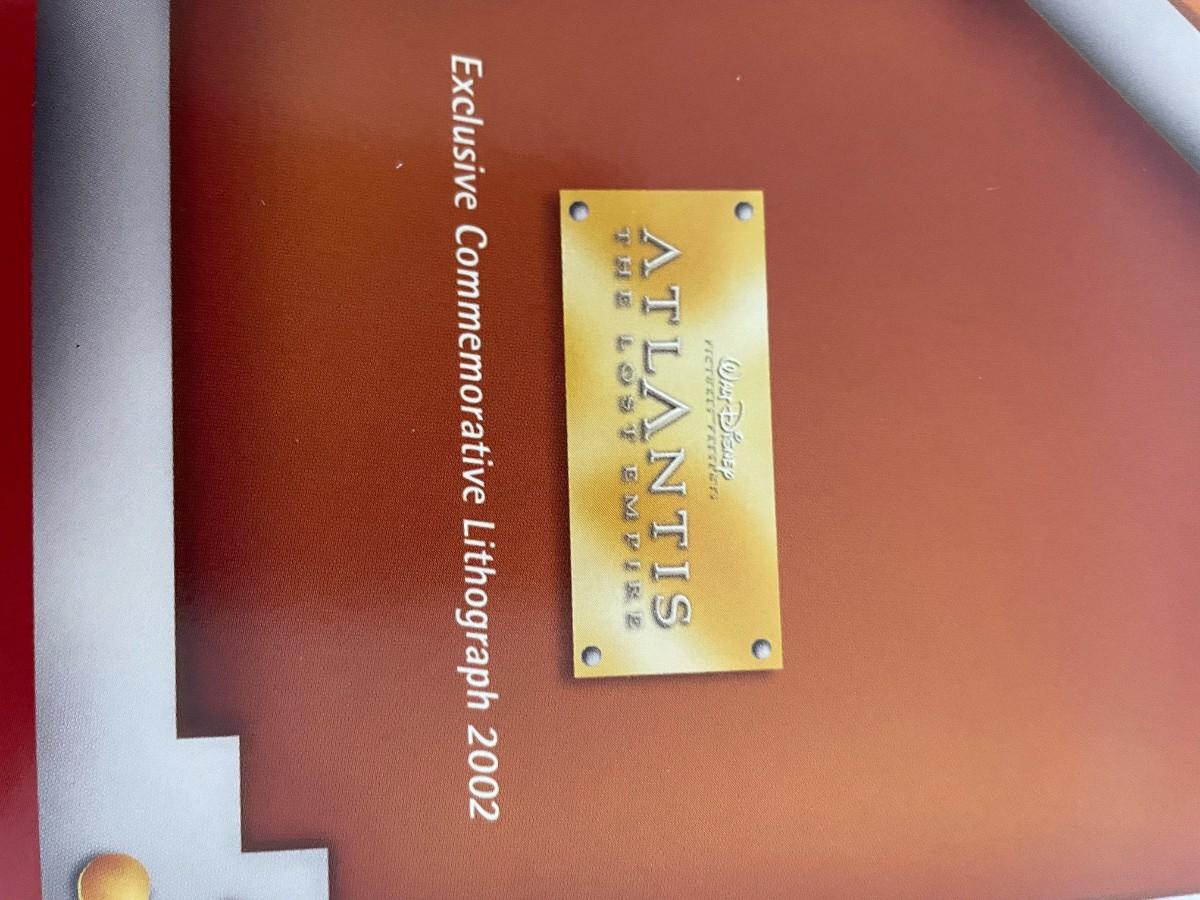 Walt Disney
PICTURES PRESENTS
ATLANTIS
THE LOST EMPIRE
Exclusive Commemorative Lithograph 2002